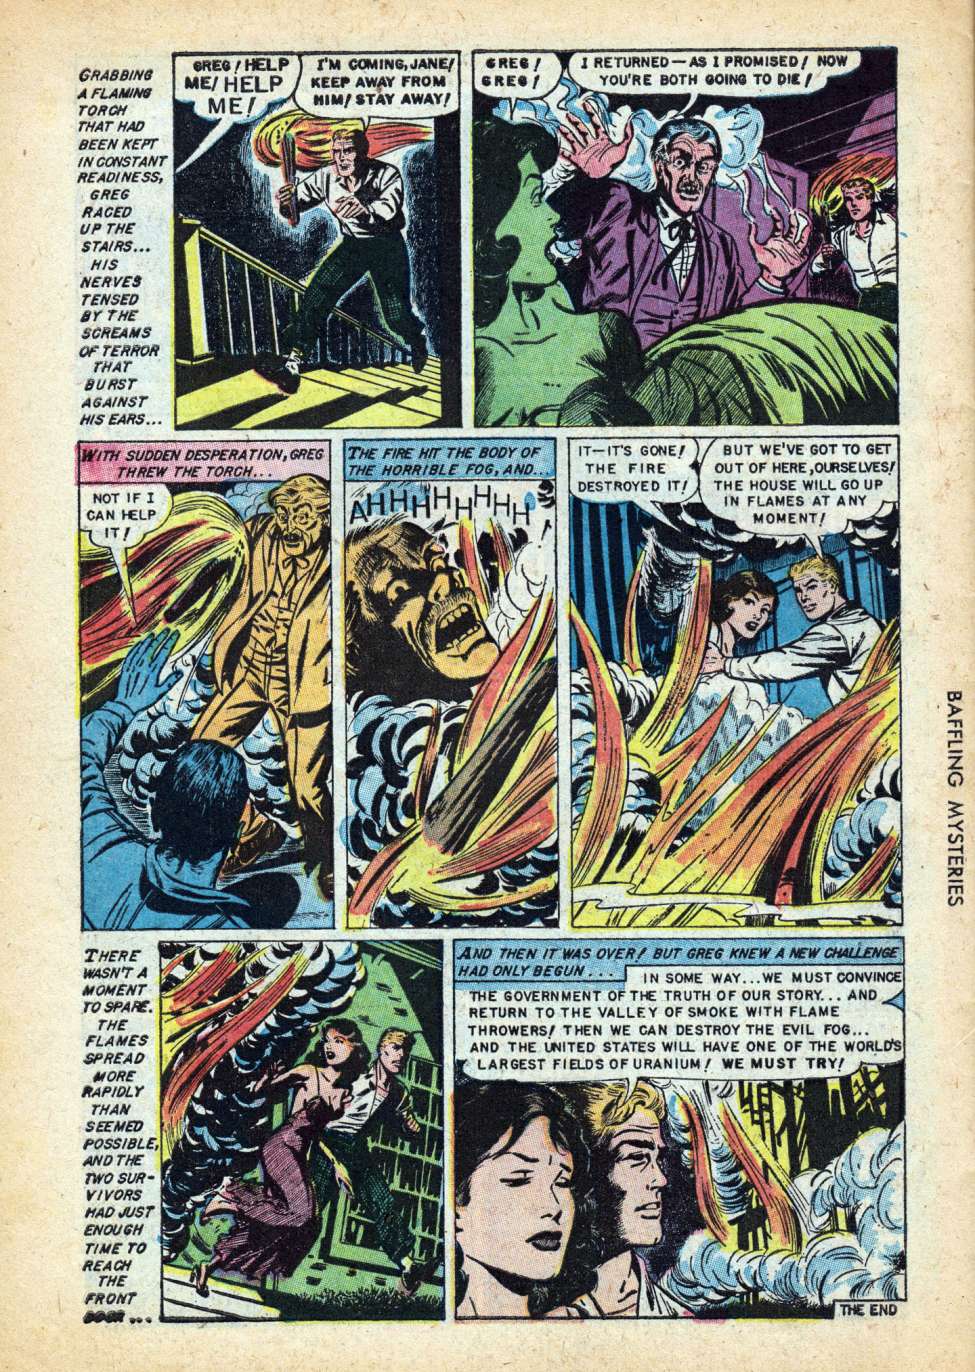 GRABBING
A FLAMING
TORCH
THAT HAD
BEEN KEPT
IN CONSTANT
READINESS,
GREG
RACED
UP THE
STAIRS...
HIS
NERVES
TENSED
BY THE
SCREAMS
OF TERROR
THAT
BURST
AGAINST
HIS EARS...
GREG! HELP
ME! HELP
ME!
I'M COMING, JANE!
KEEP AWAY FROM
HIM! STAY AWAY!
GREG!
GREG!
I RETURNED—AS I PROMISED! NOW
YOU'RE BOTH GOING TO DIE!
WITH SUDDEN DESPERATION, GREG
THREW THE TORCH...
NOT IF I
CAN HELP
IT!
THE FIRE HIT THE BODY OF
THE HORRIBLE FOG, AND...
AHHHHHHHH!
IT—IT'S GONE!
THE FIRE
DESTROYED IT!
BUT WE'VE GOT TO GET
OUT OF HERE, OURSELVES!
THE HOUSE WILL GO UP
IN FLAMES AT ANY
MOMENT!
THERE
WASN'T A
MOMENT
TO SPARE.
THE
FLAMES
SPREAD
MORE
RAPIDLY
THAN
SEEMED
POSSIBLE,
AND THE
TWO SUR-
VIVORS
HAD JUST
ENOUGH
TIME TO
REACH
THE
FRONT
DOOR...
AND THEN IT WAS OVER! BUT GREG KNEW A NEW CHALLENGE
HAD ONLY BEGUN...
IN SOME WAY...WE MUST CONVINCE
THE GOVERNMENT OF THE TRUTH OF OUR STORY... AND
RETURN TO THE VALLEY OF SMOKE WITH FLAME
THROWERS! THEN WE CAN DESTROY THE EVIL FOG...
AND THE UNITED STATES WILL HAVE ONE OF THE WORLD'S
LARGEST FIELDS OF URANIUM! WE MUST TRY!
THE END
BAFFLING MYSTERIES